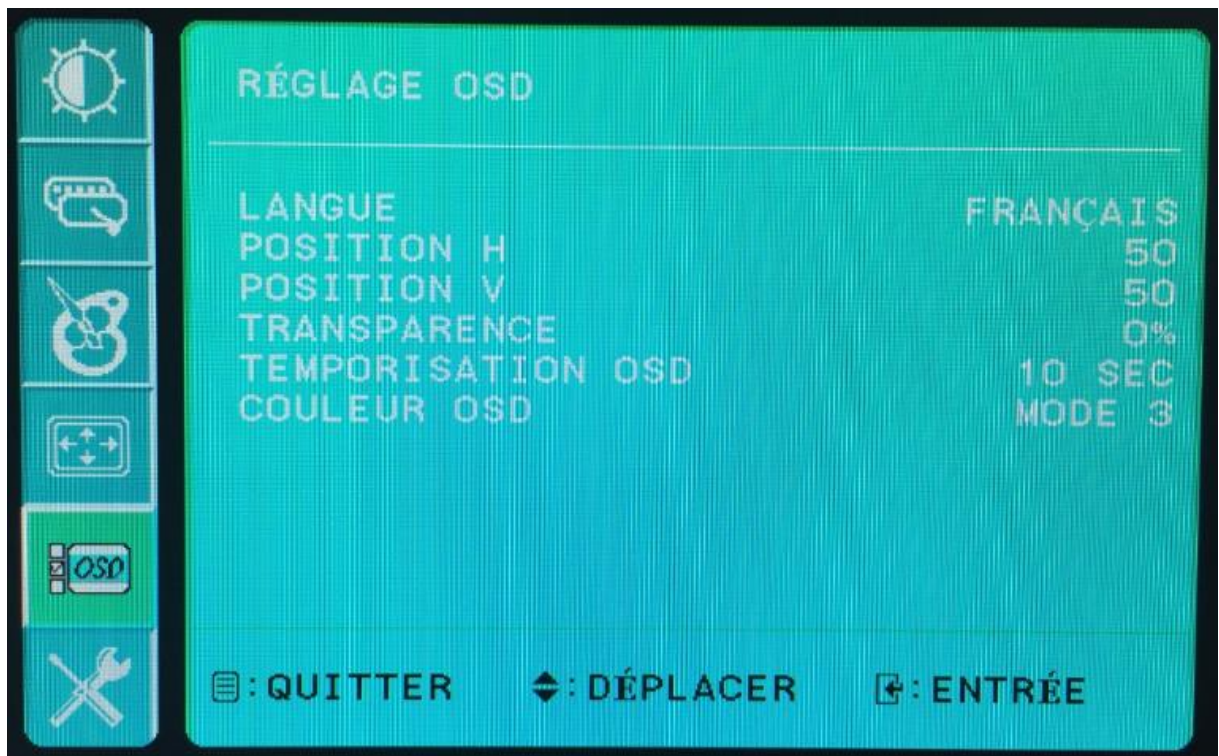 RÉGLAGE OSD
LANGUE FRANÇAIS
POSITION H 50
POSITION V 50
TRANSPARENCE 0%
TEMPORISATION OSD 10 SEC
COULEUR OSD MODE 3
OSD
:QUITTER :DÉPLACER :ENTRÉE